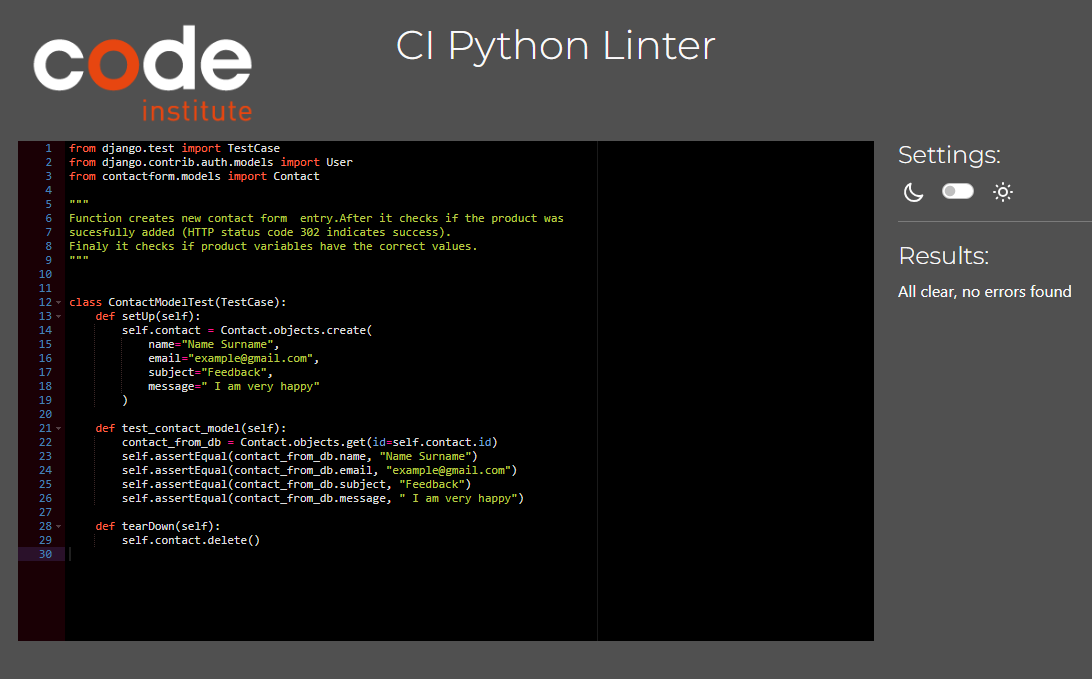 code
institute
CI Python Linter
1 from django.test import TestCase
2 from django.contrib.auth.models import User
3 from contactform.models import Contact
4
5 """
6 Function creates new contact form  entry.After it checks if the product was
7 sucesfully added (HTTP status code 302 indicates success).
8 Finaly it checks if product variables have the correct values.
9 """
10
11
12 class ContactModelTest(TestCase):
13     def setUp(self):
14         self.contact = Contact.objects.create(
15             name="Name Surname",
16             email="example@gmail.com",
17             subject="Feedback",
18             message=" I am very happy"
19         )
20
21     def test_contact_model(self):
22         contact_from_db = Contact.objects.get(id=self.contact.id)
23         self.assertEqual(contact_from_db.name, "Name Surname")
24         self.assertEqual(contact_from_db.email, "example@gmail.com")
25         self.assertEqual(contact_from_db.subject, "Feedback")
26         self.assertEqual(contact_from_db.message, " I am very happy")
27
28     def tearDown(self):
29         self.contact.delete()
30
Settings:
Results:
All clear, no errors found